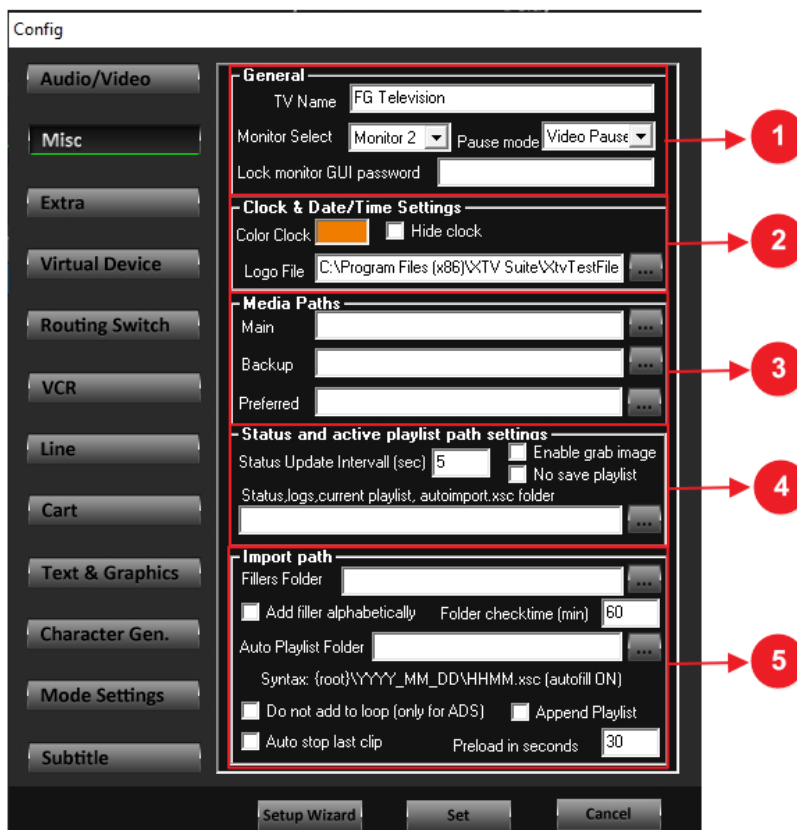 Config
Audio/Video
Misc
Extra
Virtual Device
Routing Switch
VCR
Line
Cart
Text & Graphics
Character Gen.
Mode Settings
Subtitle
General
TV Name FG Television
Monitor Select Monitor 2 Pause mode Video Pause
Lock monitor GUI password
1
Clock & Date/Time Settings
Color Clock Hide clock
Logo File C:\Program Files (x86)\XTV Suite\XtvTestFile ...
2
Media Paths
Main ...
Backup ...
Preferred ...
3
Status and active playlist path settings
Status Update Intervall (sec) 5 Enable grab image
No save playlist
Status,logs,current playlist, autoimport.xsc folder
...
4
Import path
Fillers Folder ...
Add filler alphabetically Folder checktime (min) 60
Auto Playlist Folder ...
Syntax: {root}\YYYY_MM_DD\HHMM.xsc (autofill ON)
Do not add to loop (only for ADS) Append Playlist
Auto stop last clip Preload in seconds 30
5
Setup Wizard Set Cancel